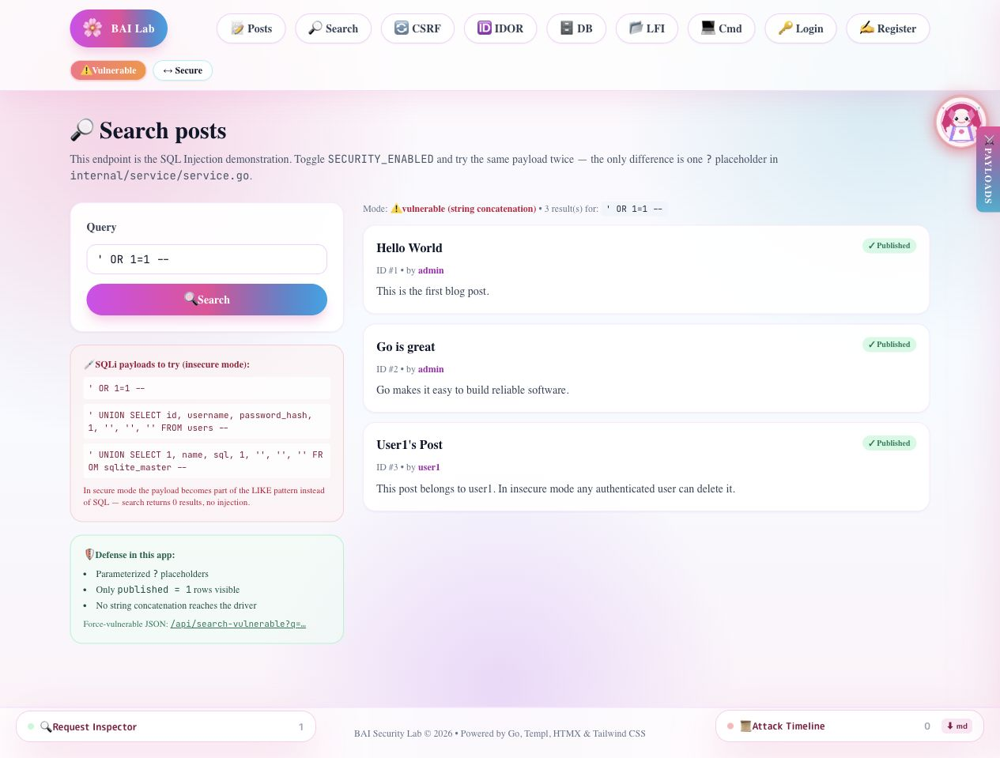 🌸 BAI Lab
📝 Posts
🔎 Search
🔄 CSRF
🆔 IDOR
🗄️ DB
📂 LFI
💻 Cmd
🔑 Login
✍️ Register
⚠️Vulnerable
↔ Secure
⚔ PAYLOADS
🔎 Search posts
This endpoint is the SQL Injection demonstration. Toggle SECURITY_ENABLED and try the same payload twice — the only difference is one ? placeholder in
internal/service/service.go.
Query
' OR 1=1 --
🔍Search
💉SQLi payloads to try (insecure mode):
' OR 1=1 --
' UNION SELECT id, username, password_hash,
1, '', '', '' FROM users --
' UNION SELECT 1, name, sql, 1, '', '', '' FR
OM sqlite_master --
In secure mode the payload becomes part of the LIKE pattern instead
of SQL — search returns 0 results, no injection.
🛡️Defense in this app:
• Parameterized ? placeholders
• Only published = 1 rows visible
• No string concatenation reaches the driver
Force-vulnerable JSON: /api/search-vulnerable?q=…
Mode: ⚠️vulnerable (string concatenation) • 3 result(s) for: ' OR 1=1 --
Hello World
✓ Published
ID #1 • by admin
This is the first blog post.
Go is great
✓ Published
ID #2 • by admin
Go makes it easy to build reliable software.
User1's Post
✓ Published
ID #3 • by user1
This post belongs to user1. In insecure mode any authenticated user can delete it.
🔍Request Inspector 1
BAI Security Lab © 2026 • Powered by Go, Templ, HTMX & Tailwind CSS
📜Attack Timeline 0 ⬇ md